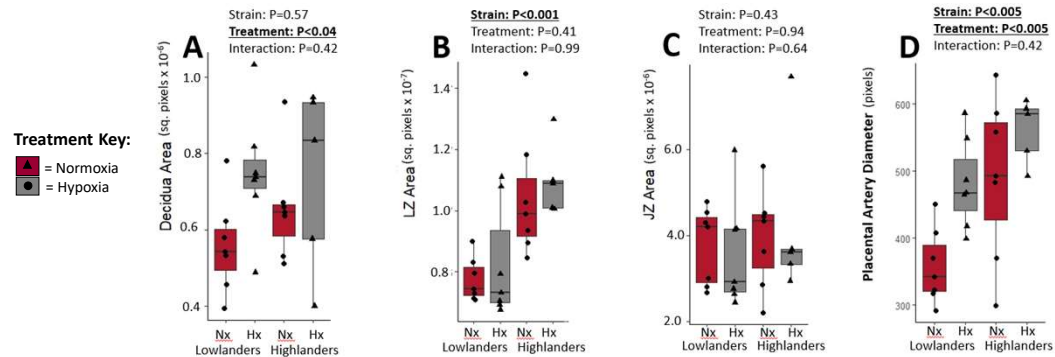 Strain: P=0.57
Treatment: P<0.04
Interaction: P=0.42
A
Decidua Area (sq. pixels x 10⁻⁶)
1.0
0.8
0.6
0.4
Nx Hx Nx Hx
Lowlanders Highlanders
Strain: P<0.001
Treatment: P=0.41
Interaction: P=0.99
B
LZ Area (sq. pixels x 10⁻⁷)
1.4
1.2
1.0
0.8
Nx Hx Nx Hx
Lowlanders Highlanders
Strain: P=0.43
Treatment: P=0.94
Interaction: P=0.64
C
JZ Area (sq. pixels x 10⁻⁶)
6.0
4.0
2.0
Nx Hx Nx Hx
Lowlanders Highlanders
Strain: P<0.005
Treatment: P<0.005
Interaction: P=0.42
D
Placental Artery Diameter (pixels)
600
500
400
300
Nx Hx Nx Hx
Lowlanders Highlanders
Treatment Key:
= Normoxia
= Hypoxia